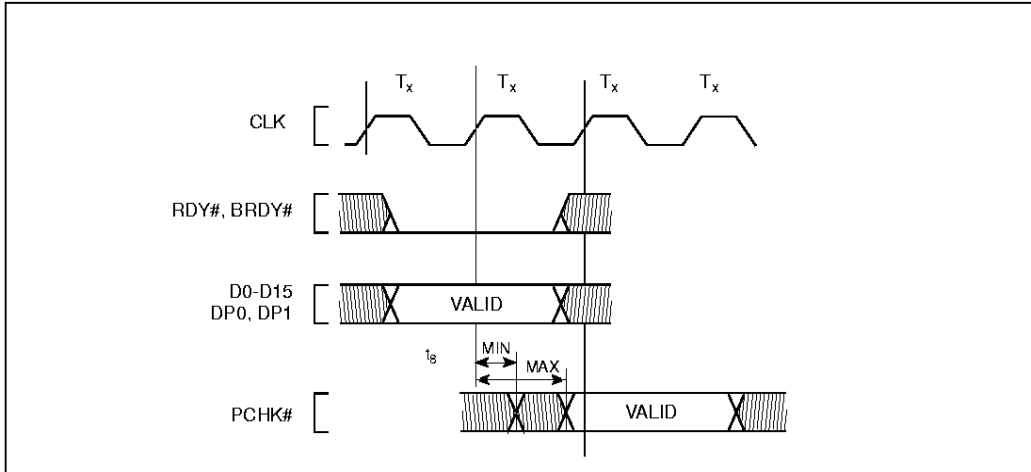 Tx Tx Tx Tx
CLK
RDY#, BRDY#
D0-D15
DP0, DP1
VALID
t8
MIN
MAX
PCHK#
VALID